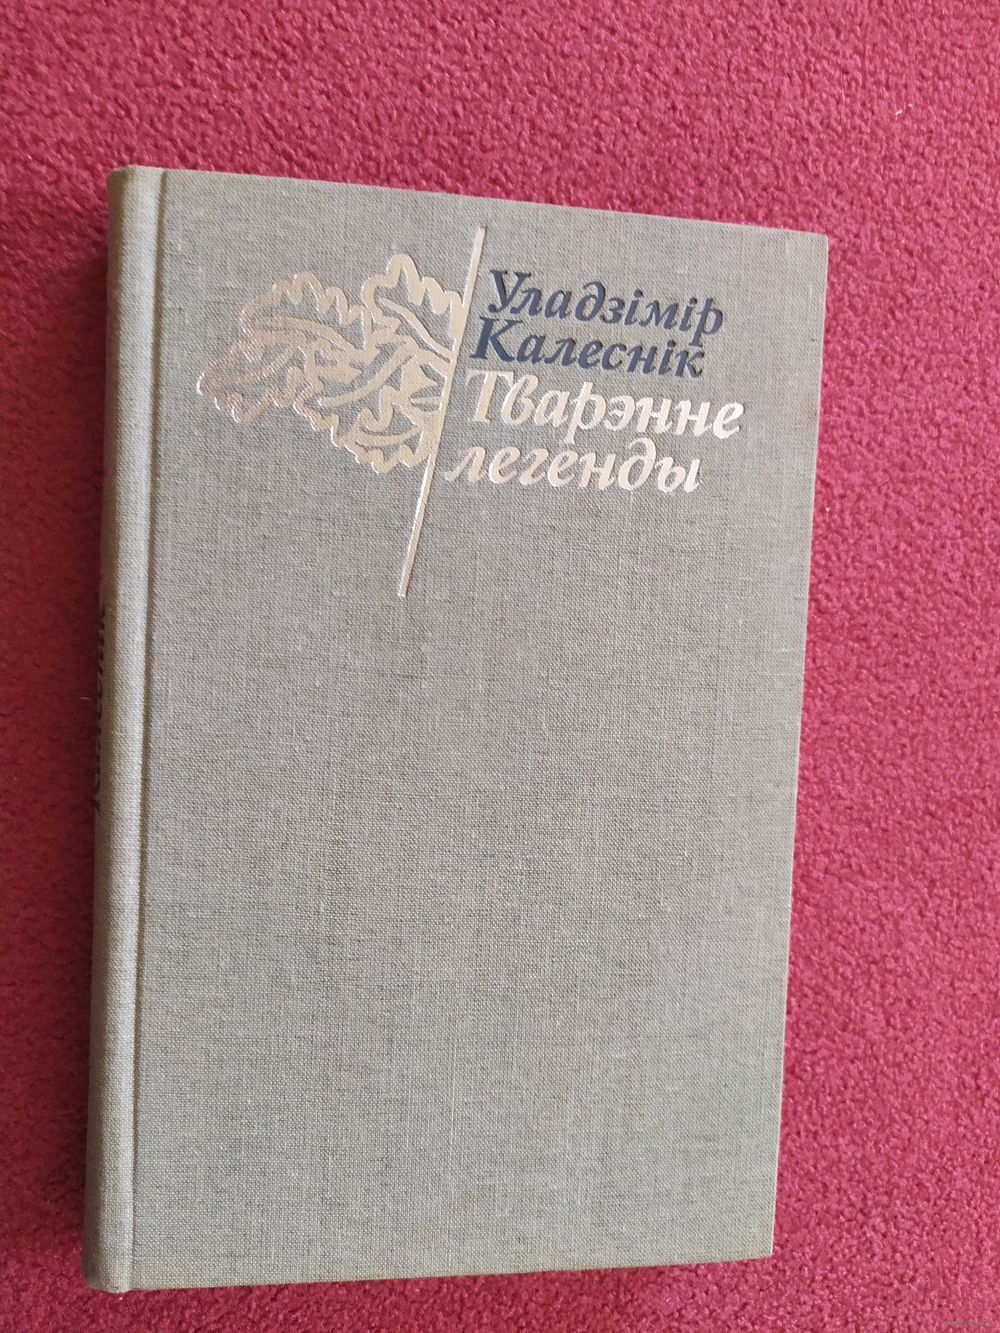 Уладзімір
Калеснік
Тварэнне
легенды